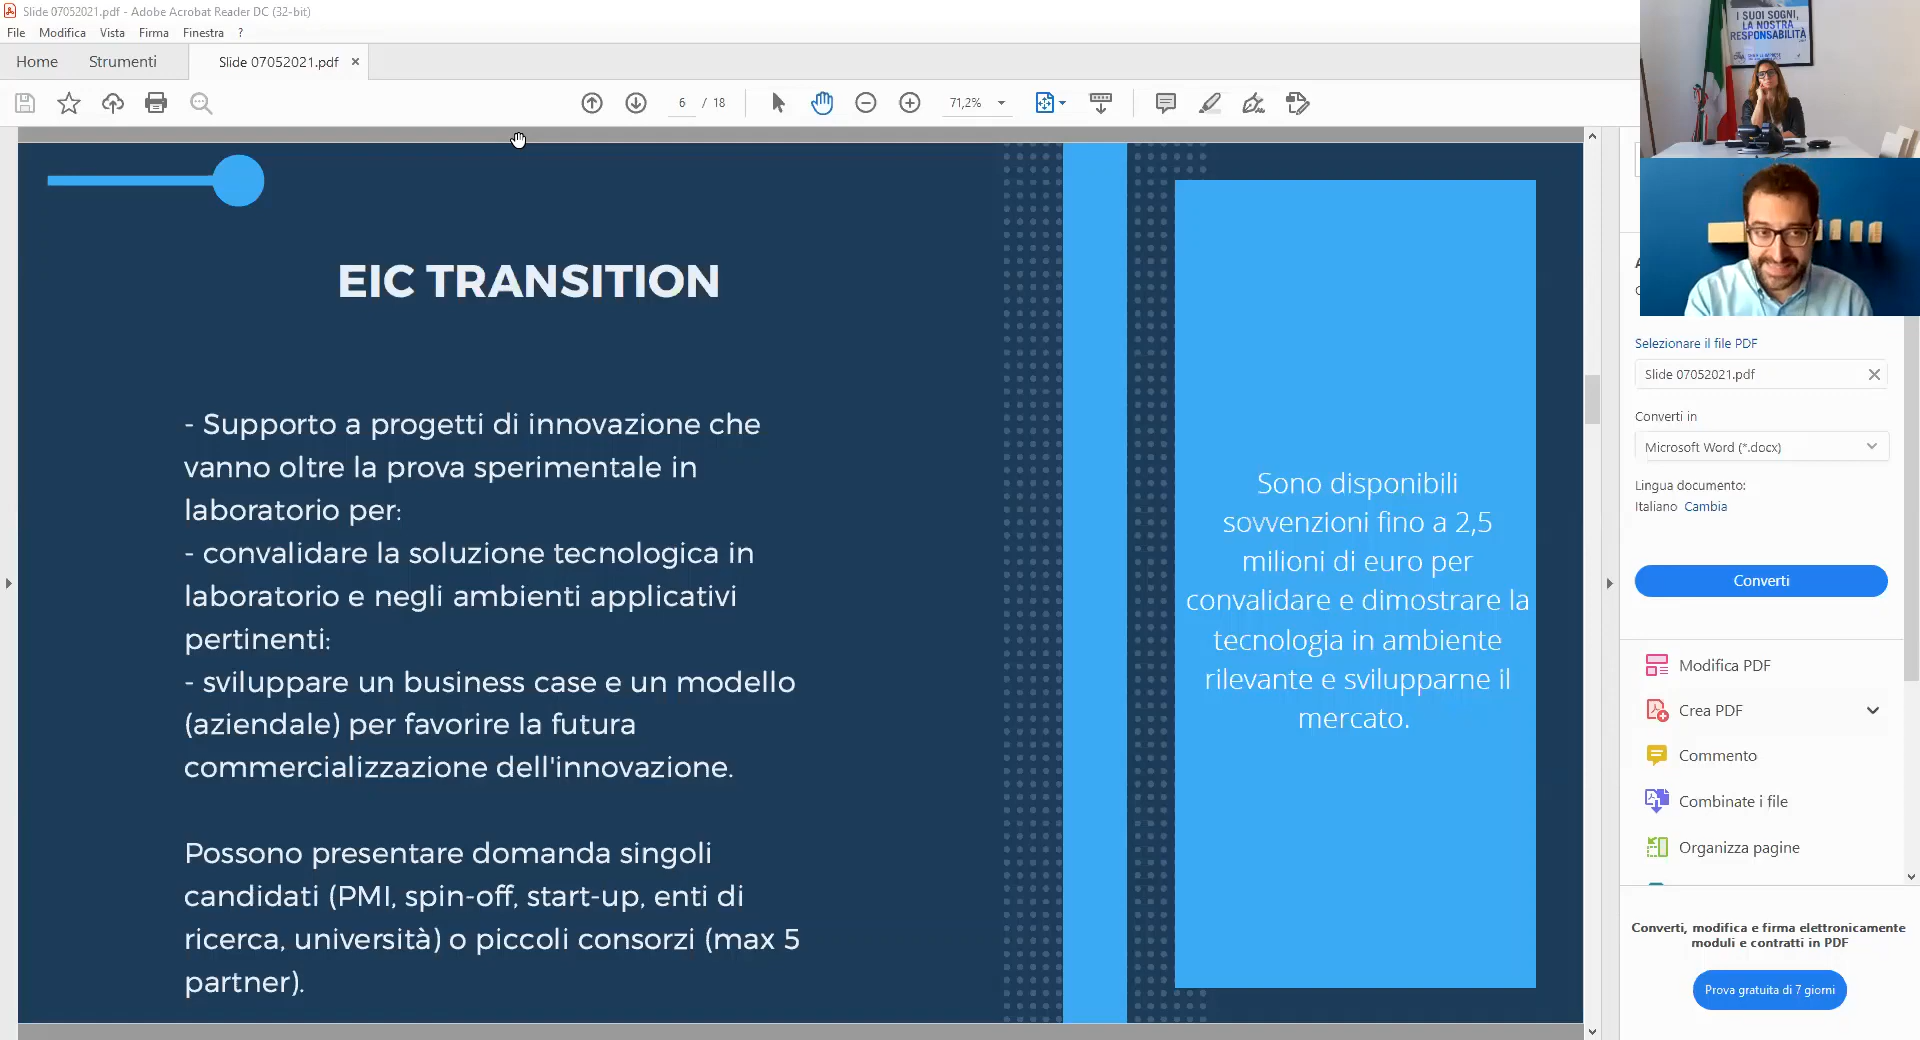 Slide 07052021.pdf - Adobe Acrobat Reader DC (32-bit)
File Modifica Vista Firma Finestra ?
Home Strumenti Slide 07052021.pdf ×
6 / 18 71,2%
I SUOI SOGNI,
LA NOSTRA
RESPONSABILITÀ
EIC TRANSITION
- Supporto a progetti di innovazione che
vanno oltre la prova sperimentale in
laboratorio per:
- convalidare la soluzione tecnologica in
laboratorio e negli ambienti applicativi
pertinenti:
- sviluppare un business case e un modello
(aziendale) per favorire la futura
commercializzazione dell'innovazione.
Possono presentare domanda singoli
candidati (PMI, spin-off, start-up, enti di
ricerca, università) o piccoli consorzi (max 5
partner).
Sono disponibili
sovvenzioni fino a 2,5
milioni di euro per
convalidare e dimostrare la
tecnologia in ambiente
rilevante e svilupparne il
mercato.
Selezionare il file PDF
Slide 07052021.pdf
Converti in
Microsoft Word (*.docx)
Lingua documento:
Italiano Cambia
Converti
Modifica PDF
Crea PDF
Commento
Combinate i file
Organizza pagine
Converti, modifica e firma elettronicamente
moduli e contratti in PDF
Prova gratuita di 7 giorni